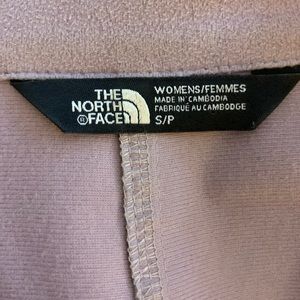 THE
NORTH
FACE
WOMENS/FEMMES
MADE IN CAMBODIA
FABRIQUÉ AU CAMBODGE
S/P